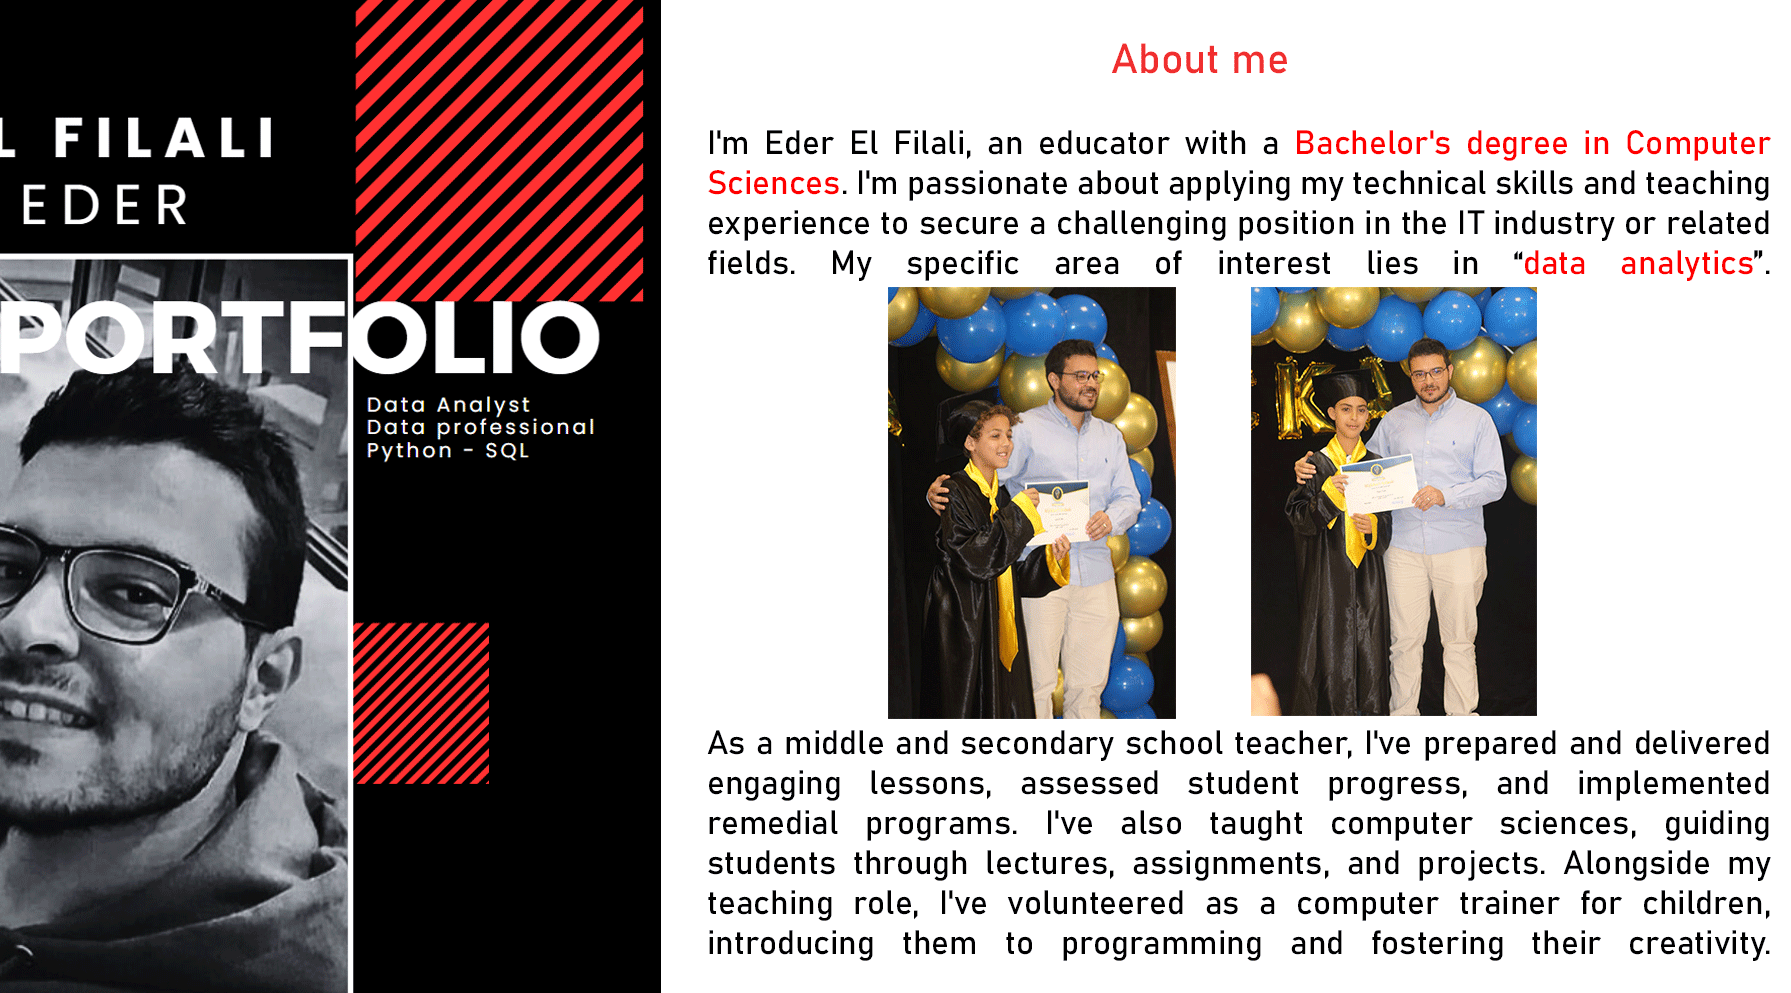 L FILALI
EDER
PORTFOLIO
Data Analyst
Data professional
Python - SQL
About me
I'm Eder El Filali, an educator with a Bachelor's degree in Computer
Sciences. I'm passionate about applying my technical skills and teaching
experience to secure a challenging position in the IT industry or related
fields. My specific area of interest lies in “data analytics”.
As a middle and secondary school teacher, I've prepared and delivered
engaging lessons, assessed student progress, and implemented
remedial programs. I've also taught computer sciences, guiding
students through lectures, assignments, and projects. Alongside my
teaching role, I've volunteered as a computer trainer for children,
introducing them to programming and fostering their creativity.